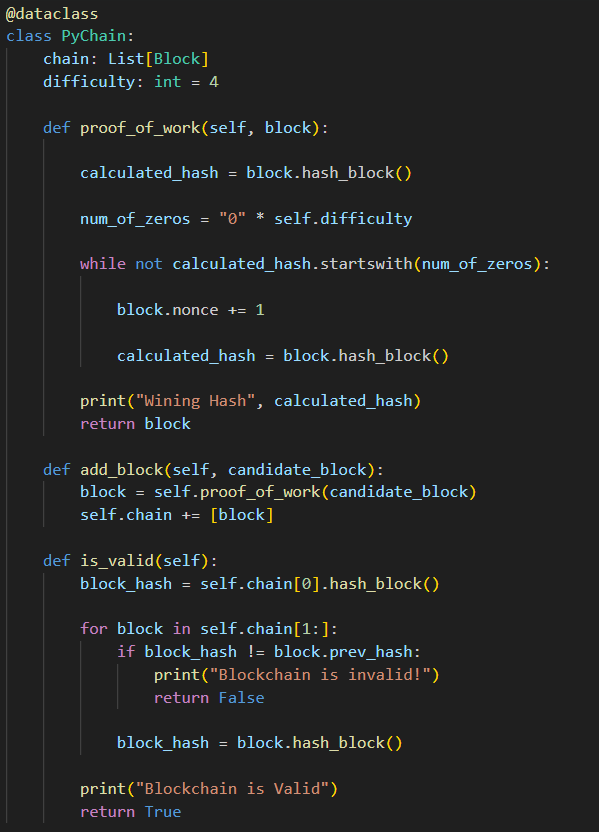 @dataclass
class PyChain:
    chain: List[Block]
    difficulty: int = 4
    def proof_of_work(self, block):
        calculated_hash = block.hash_block()
        num_of_zeros = "0" * self.difficulty
        while not calculated_hash.startswith(num_of_zeros):
            block.nonce += 1
            calculated_hash = block.hash_block()
        print("Wining Hash", calculated_hash)
        return block
    def add_block(self, candidate_block):
        block = self.proof_of_work(candidate_block)
        self.chain += [block]
    def is_valid(self):
        block_hash = self.chain[0].hash_block()
        for block in self.chain[1:]:
            if block_hash != block.prev_hash:
                print("Blockchain is invalid!")
                return False
            block_hash = block.hash_block()
        print("Blockchain is Valid")
        return True